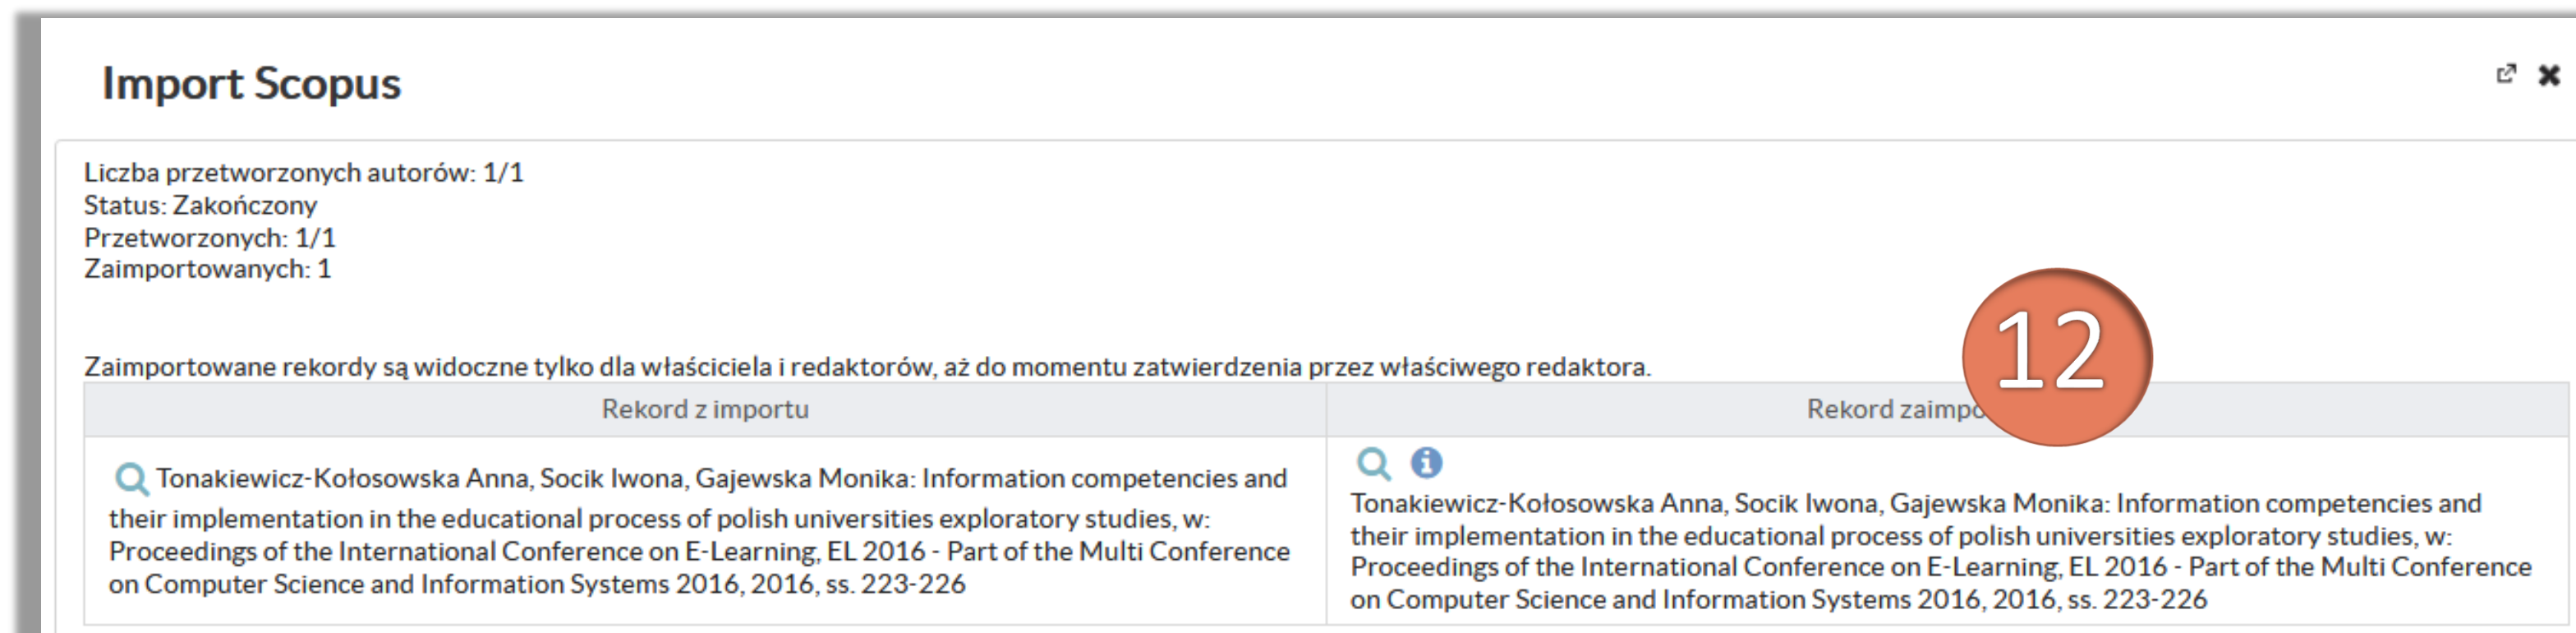 Import Scopus
Liczba przetworzonych autorów: 1/1
Status: Zakończony
Przetworzonych: 1/1
Zaimportowanych: 1
12
Zaimportowane rekordy są widoczne tylko dla właściciela i redaktorów, aż do momentu zatwierdzenia przez właściwego redaktora.
Rekord z importu
Rekord
Tonakiewicz-Kołosowska Anna, Socik Iwona, Gajewska Monika: Information competencies and
their implementation in the educational process of polish universities exploratory studies, w:
Proceedings of the International Conference on E-Learning, EL 2016 - Part of the Multi Conference
on Computer Science and Information Systems 2016, 2016, ss. 223-226
Tonakiewicz-Kołosowska Anna, Socik Iwona, Gajewska Monika: Information competencies and
their implementation in the educational process of polish universities exploratory studies, w:
Proceedings of the International Conference on E-Learning, EL 2016 - Part of the Multi Conference
on Computer Science and Information Systems 2016, 2016, ss. 223-226